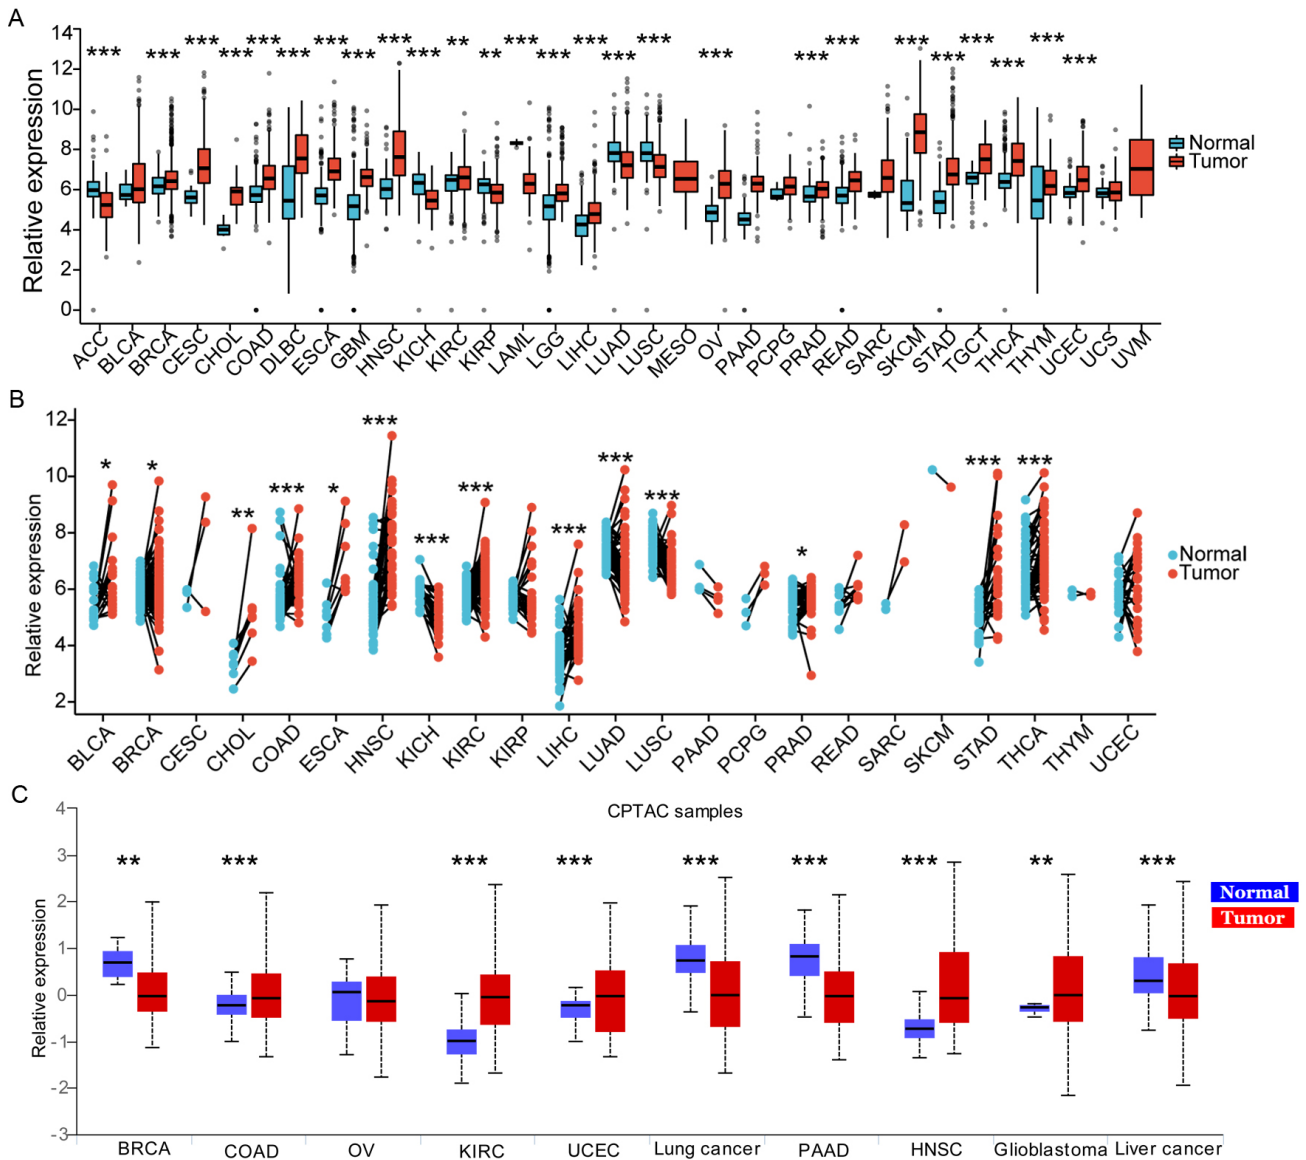 A
*** *** *** *** *** *** *** *** *** *** ** ** *** *** *** *** *** *** *** *** *** *** *** *** *** ***
Relative expression
14
12
10
8
6
4
2
0
Normal
Tumor
ACC BLCA BRCA CESC CHOL COAD DLBC ESCA GBM HNSC KICH KIRC KIRP LAML LGG LIHC LUAD LUSC MESO OV PAAD PCPG PRAD READ SARC SKCM STAD TGCT THCA THYM UCEC UCS UVM
B
* * ** *** * *** *** *** *** *** *** * *** ***
Relative expression
12
10
8
6
4
2
Normal
Tumor
BLCA BRCA CESC CHOL COAD ESCA HNSC KICH KIRC KIRP LIHC LUAD LUSC PAAD PCPG PRAD READ SARC SKCM STAD THCA THYM UCEC
C
CPTAC samples
** *** *** *** *** *** *** ** ***
Relative expression
4
3
2
1
0
-1
-2
-3
Normal
Tumor
BRCA COAD OV KIRC UCEC Lung cancer PAAD HNSC Glioblastoma Liver cancer